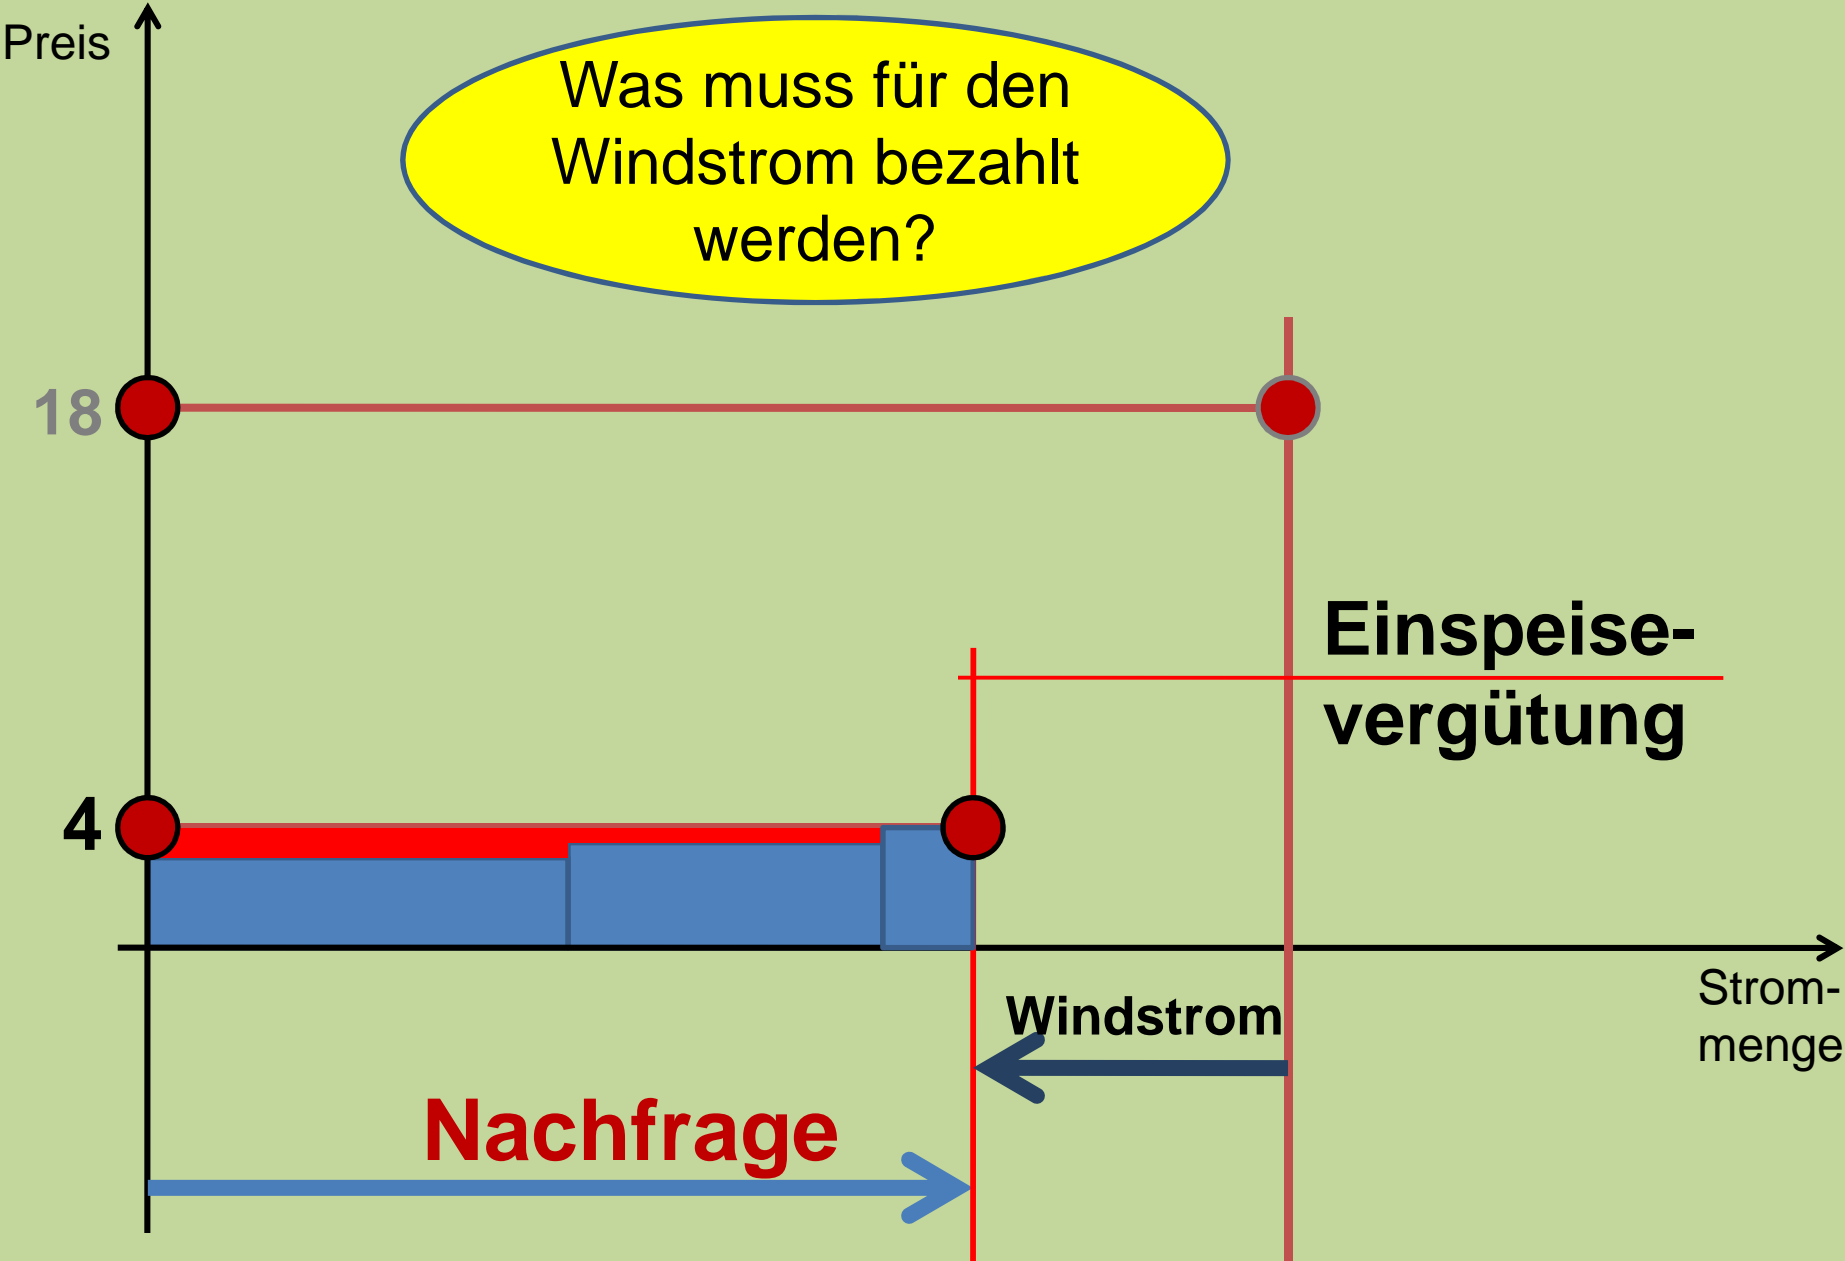 Preis
Was muss für den
Windstrom bezahlt
werden?
18
Einspeise-
vergütung
4
Strom-
menge
Windstrom
Nachfrage